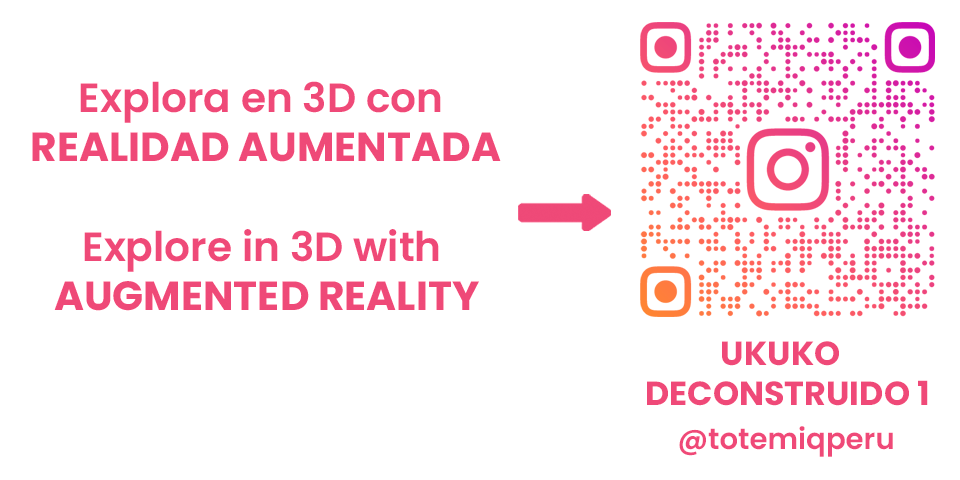 Explora en 3D con
REALIDAD AUMENTADA
Explore in 3D with
AUGMENTED REALITY
UKUKO
DECONSTRUIDO 1
@totemiqperu